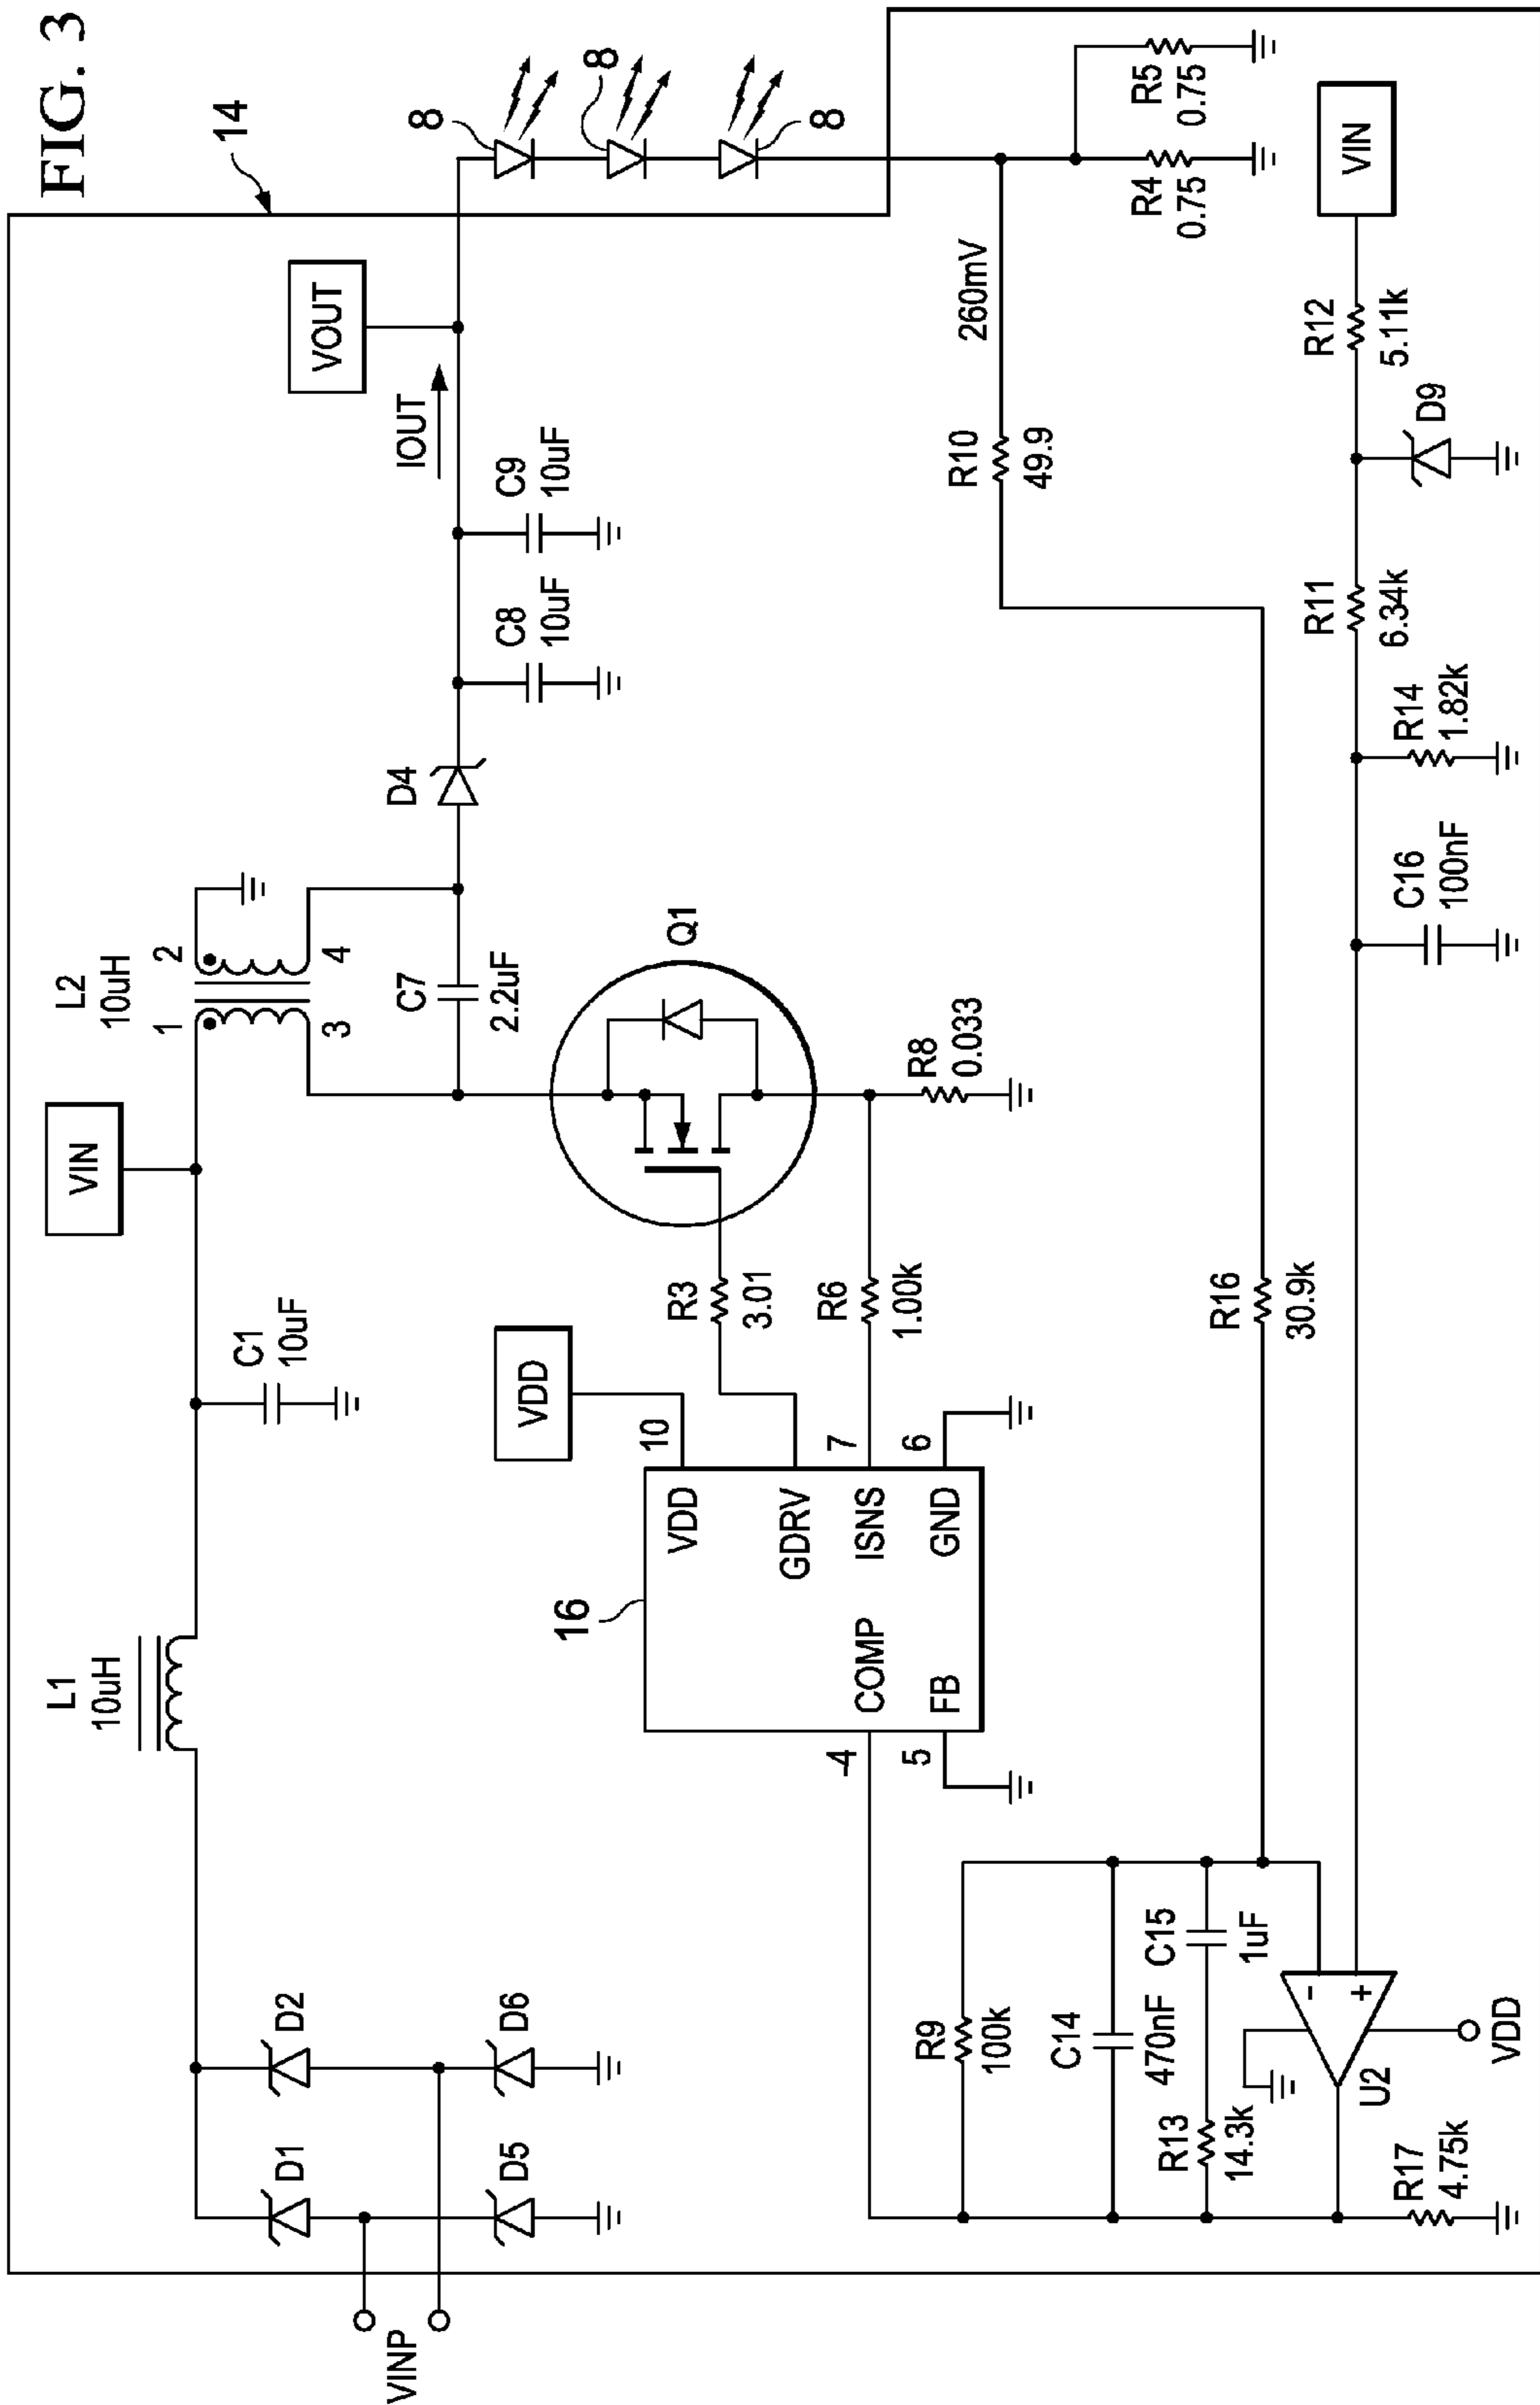 FIG. 3
14
VINP
D1
D2
D5
D6
L1
10uH
C1
10uF
VIN
L2
10uH
1
2
3
4
C7
2.2uF
D4
C8
10uF
C9
10uF
IOUT
VOUT
8
8
8
Q1
R3
3.01
R6
1.00k
R8
0.033
VDD
16
VDD
10
GDRV
ISNS
7
GND
6
COMP
4
FB
5
260mV
R10
49.9
R4
0.75
R5
0.75
R16
30.9k
R9
100k
C14
470nF
R13
14.3k
C15
1uF
-
+
U2
VDD
R17
4.75k
C16
100nF
R14
1.82k
R11
6.34k
D9
R12
5.11k
VIN